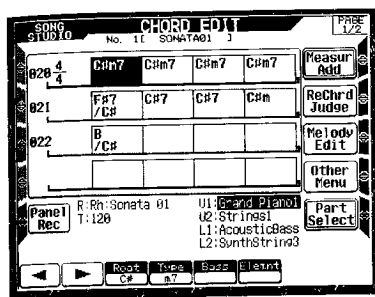 SONG STUDIO
CHORD EDIT
PAGE 1/2
No. 1[ SONATA01 ]
020 4/4 C#m7 C#m7 C#m7 C#m7
Measur Add
021 F#7/C# C#7 C#7 C#m
ReChrd Judge
022 B/C#
Melody Edit
Other Menu
Panel Rec
R:Rh:Sonata 01
T:120
U1:Grand Piano1
U2:Strings1
L1:AcousticBass
L2:SynthString3
Part Select
Root Type Bass Elemnt
C# m7